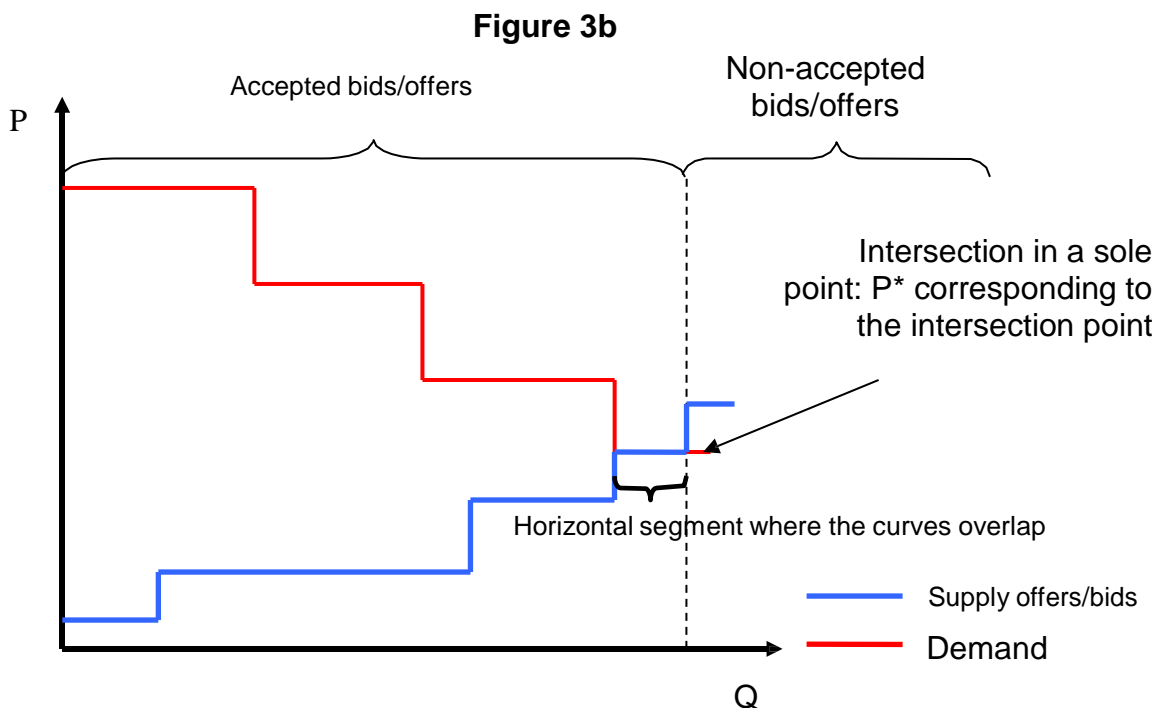 Figure 3b
Accepted bids/offers
Non-accepted
bids/offers
P
Intersection in a sole
point: P* corresponding to
the intersection point
Horizontal segment where the curves overlap
Supply offers/bids
Demand
Q